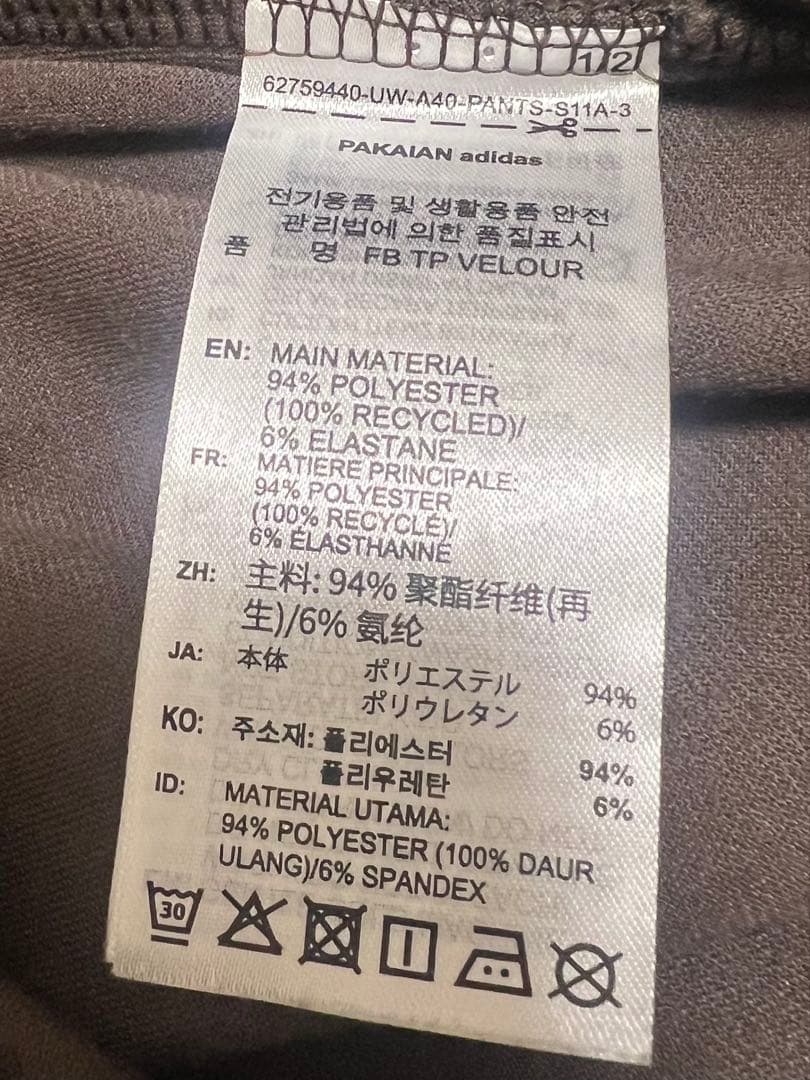 1 2
62759440-UW-A40-PANTS-S11A-3
PAKAIAN adidas
전기용품 및 생활용품 안전
관리법에 의한 품질표시
품 명 FB TP VELOUR
EN: MAIN MATERIAL:
94% POLYESTER
(100% RECYCLED)/
6% ELASTANE
FR: MATIERE PRINCIPALE:
94% POLYESTER
(100% RECYCLÉ)/
6% ÉLASTHANNE
ZH: 主料: 94% 聚酯纤维(再
生)/6% 氨纶
JA: 本体 ポリエステル 94%
ポリウレタン 6%
KO: 주소재: 폴리에스터 94%
폴리우레탄 6%
ID: MATERIAL UTAMA:
94% POLYESTER (100% DAUR
ULANG)/6% SPANDEX
30